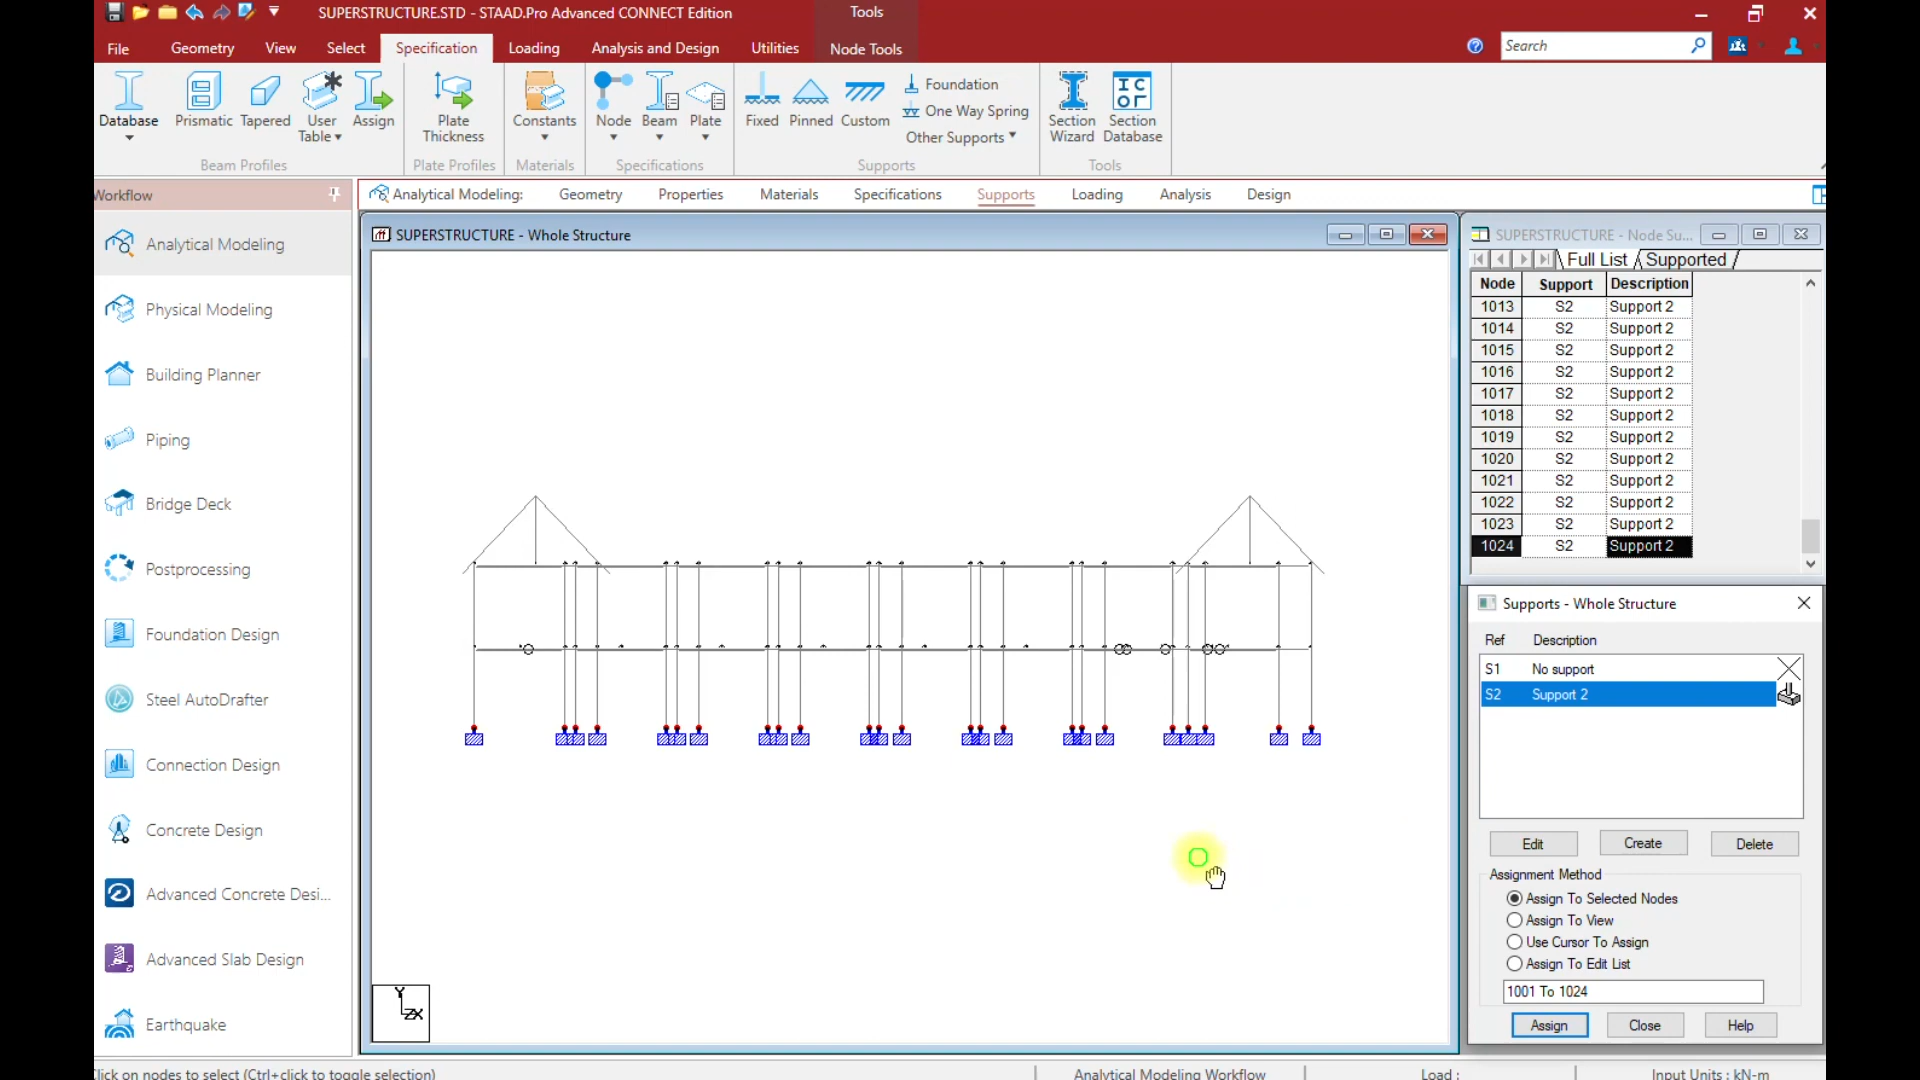 SUPERSTRUCTURE.STD - STAAD.Pro Advanced CONNECT Edition
Tools
File
Geometry
View
Select
Specification
Loading
Analysis and Design
Utilities
Node Tools
Search
Database
Prismatic
Tapered
User Table
Assign
Plate Thickness
Constants
Node
Beam
Plate
Fixed
Pinned
Custom
Foundation
One Way Spring
Other Supports
Section Wizard
Section Database
Beam Profiles
Plate Profiles
Materials
Specifications
Supports
Tools
Workflow
Analytical Modeling:
Geometry
Properties
Materials
Specifications
Supports
Loading
Analysis
Design
Analytical Modeling
Physical Modeling
Building Planner
Piping
Bridge Deck
Postprocessing
Foundation Design
Steel AutoDrafter
Connection Design
Concrete Design
Advanced Concrete Desi...
Advanced Slab Design
Earthquake
SUPERSTRUCTURE - Whole Structure
Y
ZX
SUPERSTRUCTURE - Node Su...
Full List
Supported
Node Support Description
1013 S2 Support 2
1014 S2 Support 2
1015 S2 Support 2
1016 S2 Support 2
1017 S2 Support 2
1018 S2 Support 2
1019 S2 Support 2
1020 S2 Support 2
1021 S2 Support 2
1022 S2 Support 2
1023 S2 Support 2
1024 S2 Support 2
Supports - Whole Structure
Ref Description
S1 No support
S2 Support 2
Edit
Create
Delete
Assignment Method
Assign To Selected Nodes
Assign To View
Use Cursor To Assign
Assign To Edit List
1001 To 1024
Assign
Close
Help
Click on nodes to select (Ctrl+click to toggle selection)
Analytical Modeling Workflow
Load :
Input Units : kN-m